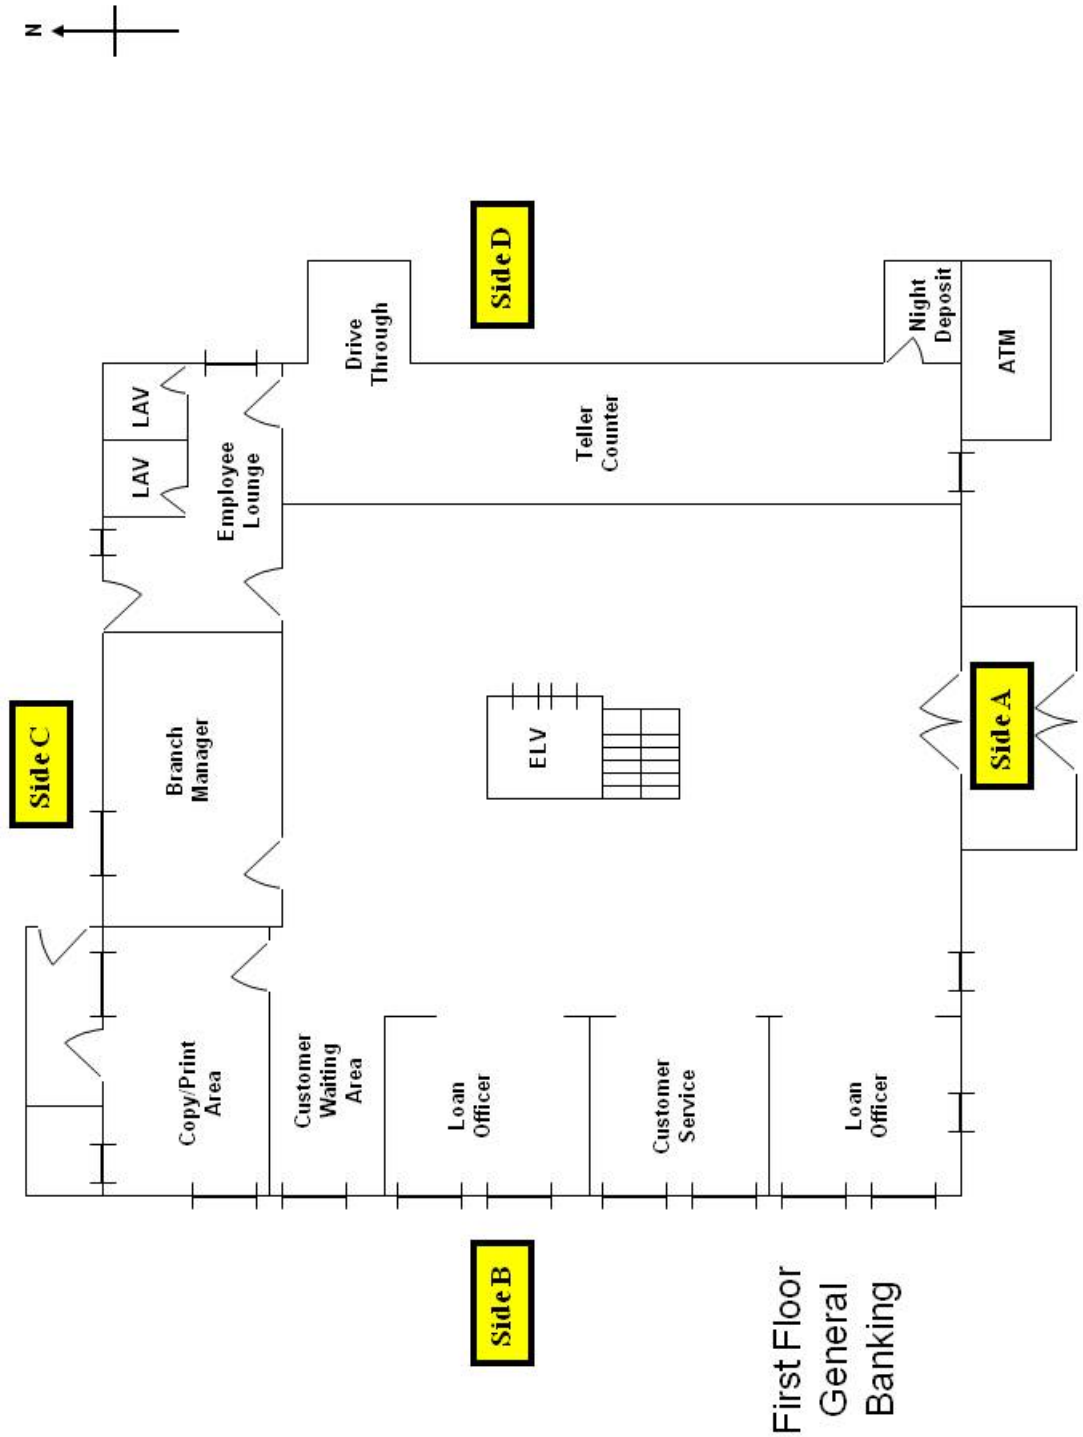 N
Side C
LAV
LAV
Copy/Print
Area
Branch
Manager
Employee
Lounge
Customer
Waiting
Area
Drive
Through
Loan
Officer
Side B
ELV
Side D
Teller
Counter
Customer
Service
First Floor
General
Banking
Loan
Officer
Night
Deposit
Side A
ATM